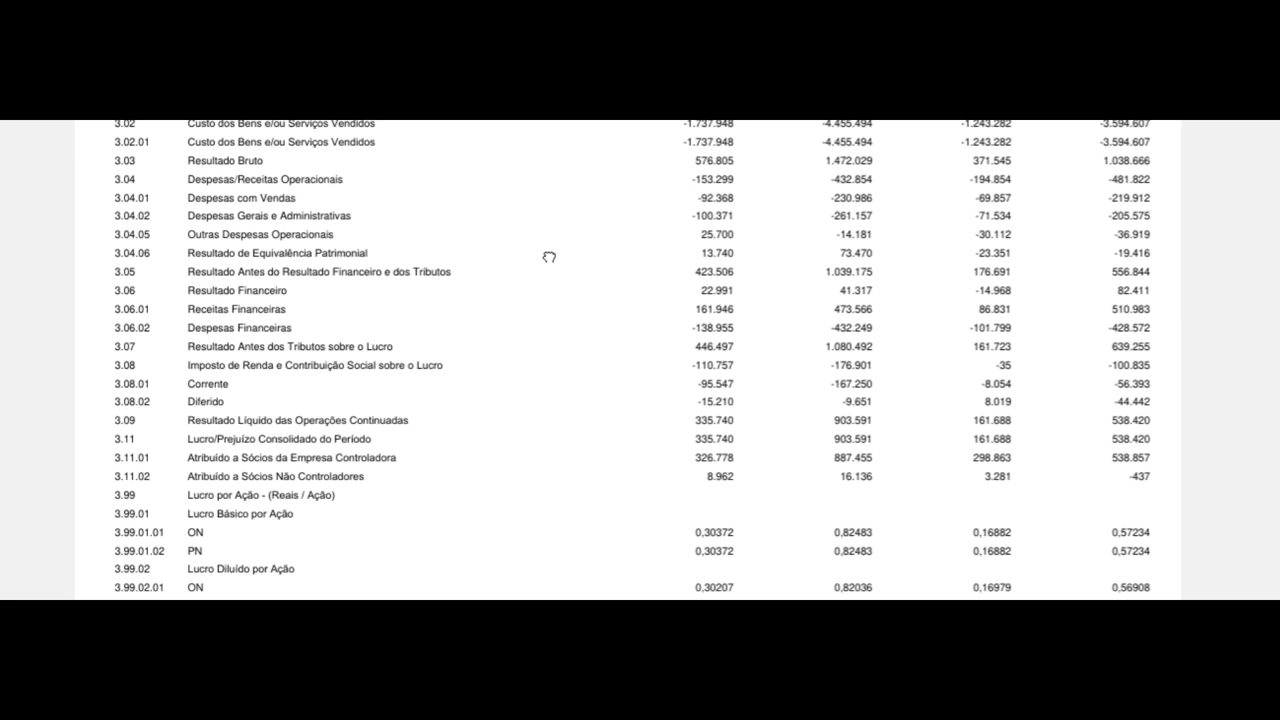 3.02 Custo dos Bens e/ou Serviços Vendidos -1.737.948 -4.455.494 -1.243.282 -3.594.607
3.02.01 Custo dos Bens e/ou Serviços Vendidos -1.737.948 -4.455.494 -1.243.282 -3.594.607
3.03 Resultado Bruto 576.805 1.472.029 371.545 1.038.666
3.04 Despesas/Receitas Operacionais -153.299 -432.854 -194.854 -481.822
3.04.01 Despesas com Vendas -92.368 -230.986 -69.857 -219.912
3.04.02 Despesas Gerais e Administrativas -100.371 -261.157 -71.534 -205.575
3.04.05 Outras Despesas Operacionais 25.700 -14.181 -30.112 -36.919
3.04.06 Resultado de Equivalência Patrimonial 13.740 73.470 -23.351 -19.416
3.05 Resultado Antes do Resultado Financeiro e dos Tributos 423.506 1.039.175 176.691 556.844
3.06 Resultado Financeiro 22.991 41.317 -14.968 82.411
3.06.01 Receitas Financeiras 161.946 473.566 86.831 510.983
3.06.02 Despesas Financeiras -138.955 -432.249 -101.799 -428.572
3.07 Resultado Antes dos Tributos sobre o Lucro 446.497 1.080.492 161.723 639.255
3.08 Imposto de Renda e Contribuição Social sobre o Lucro -110.757 -176.901 -35 -100.835
3.08.01 Corrente -95.547 -167.250 -8.054 -56.393
3.08.02 Diferido -15.210 -9.651 8.019 -44.442
3.09 Resultado Líquido das Operações Continuadas 335.740 903.591 161.688 538.420
3.11 Lucro/Prejuízo Consolidado do Período 335.740 903.591 161.688 538.420
3.11.01 Atribuído a Sócios da Empresa Controladora 326.778 887.455 298.863 538.857
3.11.02 Atribuído a Sócios Não Controladores 8.962 16.136 3.281 -437
3.99 Lucro por Ação - (Reais / Ação)
3.99.01 Lucro Básico por Ação
3.99.01.01 ON 0,30372 0,82483 0,16882 0,57234
3.99.01.02 PN 0,30372 0,82483 0,16882 0,57234
3.99.02 Lucro Diluído por Ação
3.99.02.01 ON 0,30207 0,82036 0,16979 0,56908